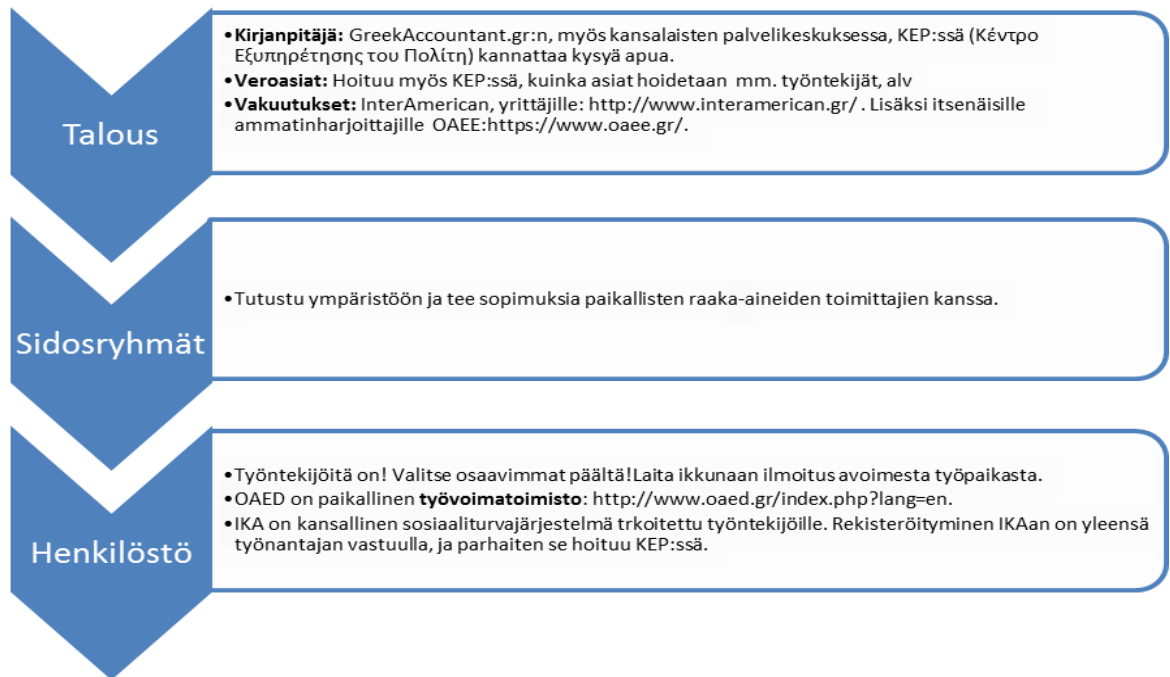 Talous
•Kirjanpitäjä: GreekAccountant.gr:n, myös kansalaisten palvelikeskuksessa, KEP:ssä (Κέντρο
Εξυπηρέτησης του Πολίτη) kannattaa kysyä apua.
•Veroasiat: Hoituu myös KEP:ssä, kuinka asiat hoidetaan mm. työntekijät, alv
•Vakuutukset: InterAmerican, yrittäjille: http://www.interamerican.gr/ . Lisäksi itsenäisille
ammatinharjoittajille OAEE:https://www.oaee.gr/.
Sidosryhmät
•Tutustu ympäristöön ja tee sopimuksia paikallisten raaka-aineiden toimittajien kanssa.
Henkilöstö
•Työntekijöitä on! Valitse osaavimmat päältä!Laita ikkunaan ilmoitus avoimesta työpaikasta.
•OAED on paikallinen työvoimatoimisto: http://www.oaed.gr/index.php?lang=en.
•IKA on kansallinen sosiaaliturvajärjestelmä trkoitettu työntekijöille. Rekisteröityminen IKAan on yleensä
työnantajan vastuulla, ja parhaiten se hoituu KEP:ssä.